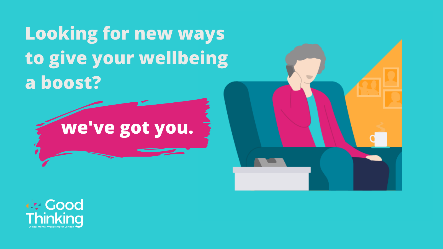 Looking for new ways
to give your wellbeing
a boost?
we've got you.
Good
Thinking